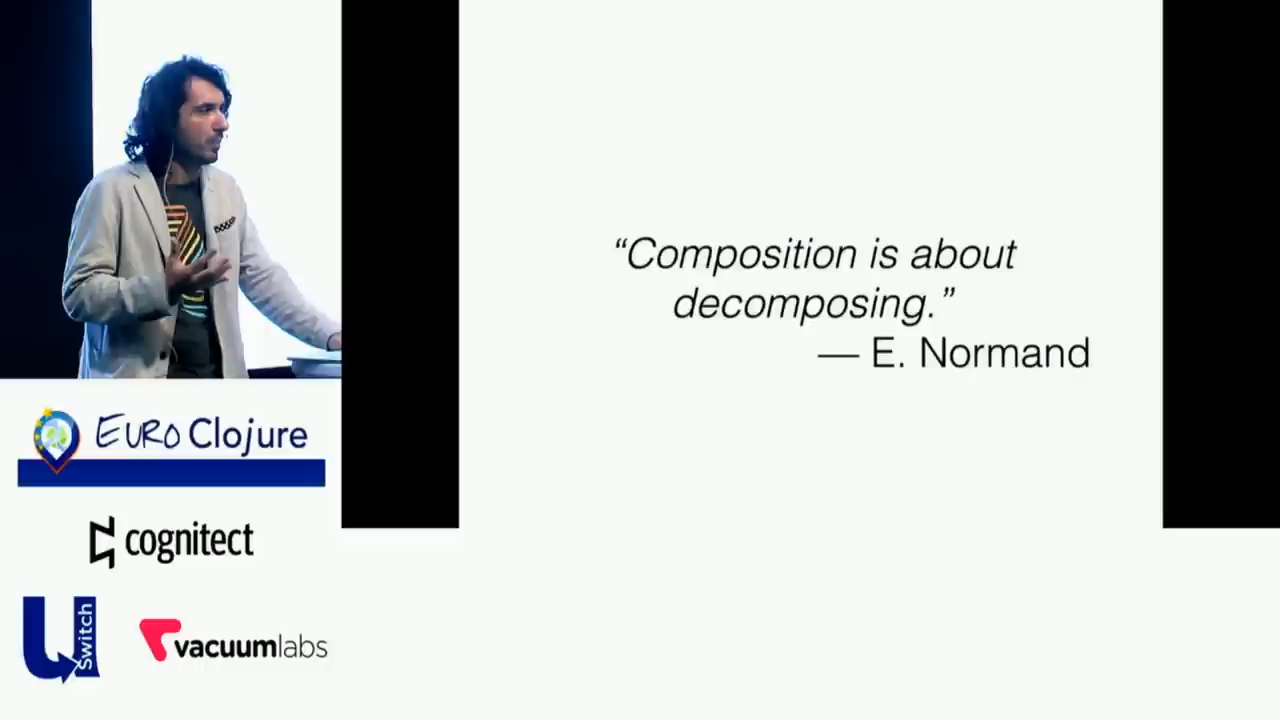 “Composition is about
decomposing.”
— E. Normand
EURO Clojure
cognitect
U Switch
vacuumlabs